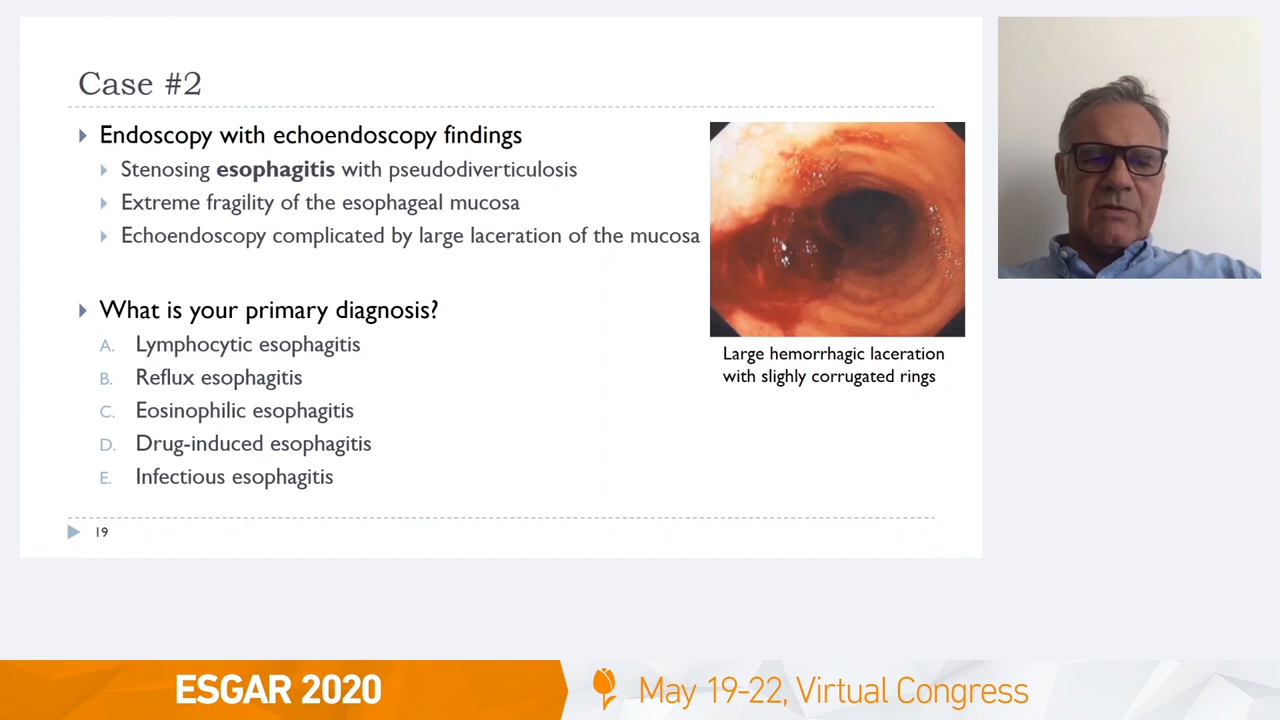 Case #2
Endoscopy with echoendoscopy findings
Stenosing esophagitis with pseudodiverticulosis
Extreme fragility of the esophageal mucosa
Echoendoscopy complicated by large laceration of the mucosa
What is your primary diagnosis?
A. Lymphocytic esophagitis
B. Reflux esophagitis
C. Eosinophilic esophagitis
D. Drug-induced esophagitis
E. Infectious esophagitis
Large hemorrhagic laceration
with slighly corrugated rings
19
ESGAR 2020
May 19-22, Virtual Congress